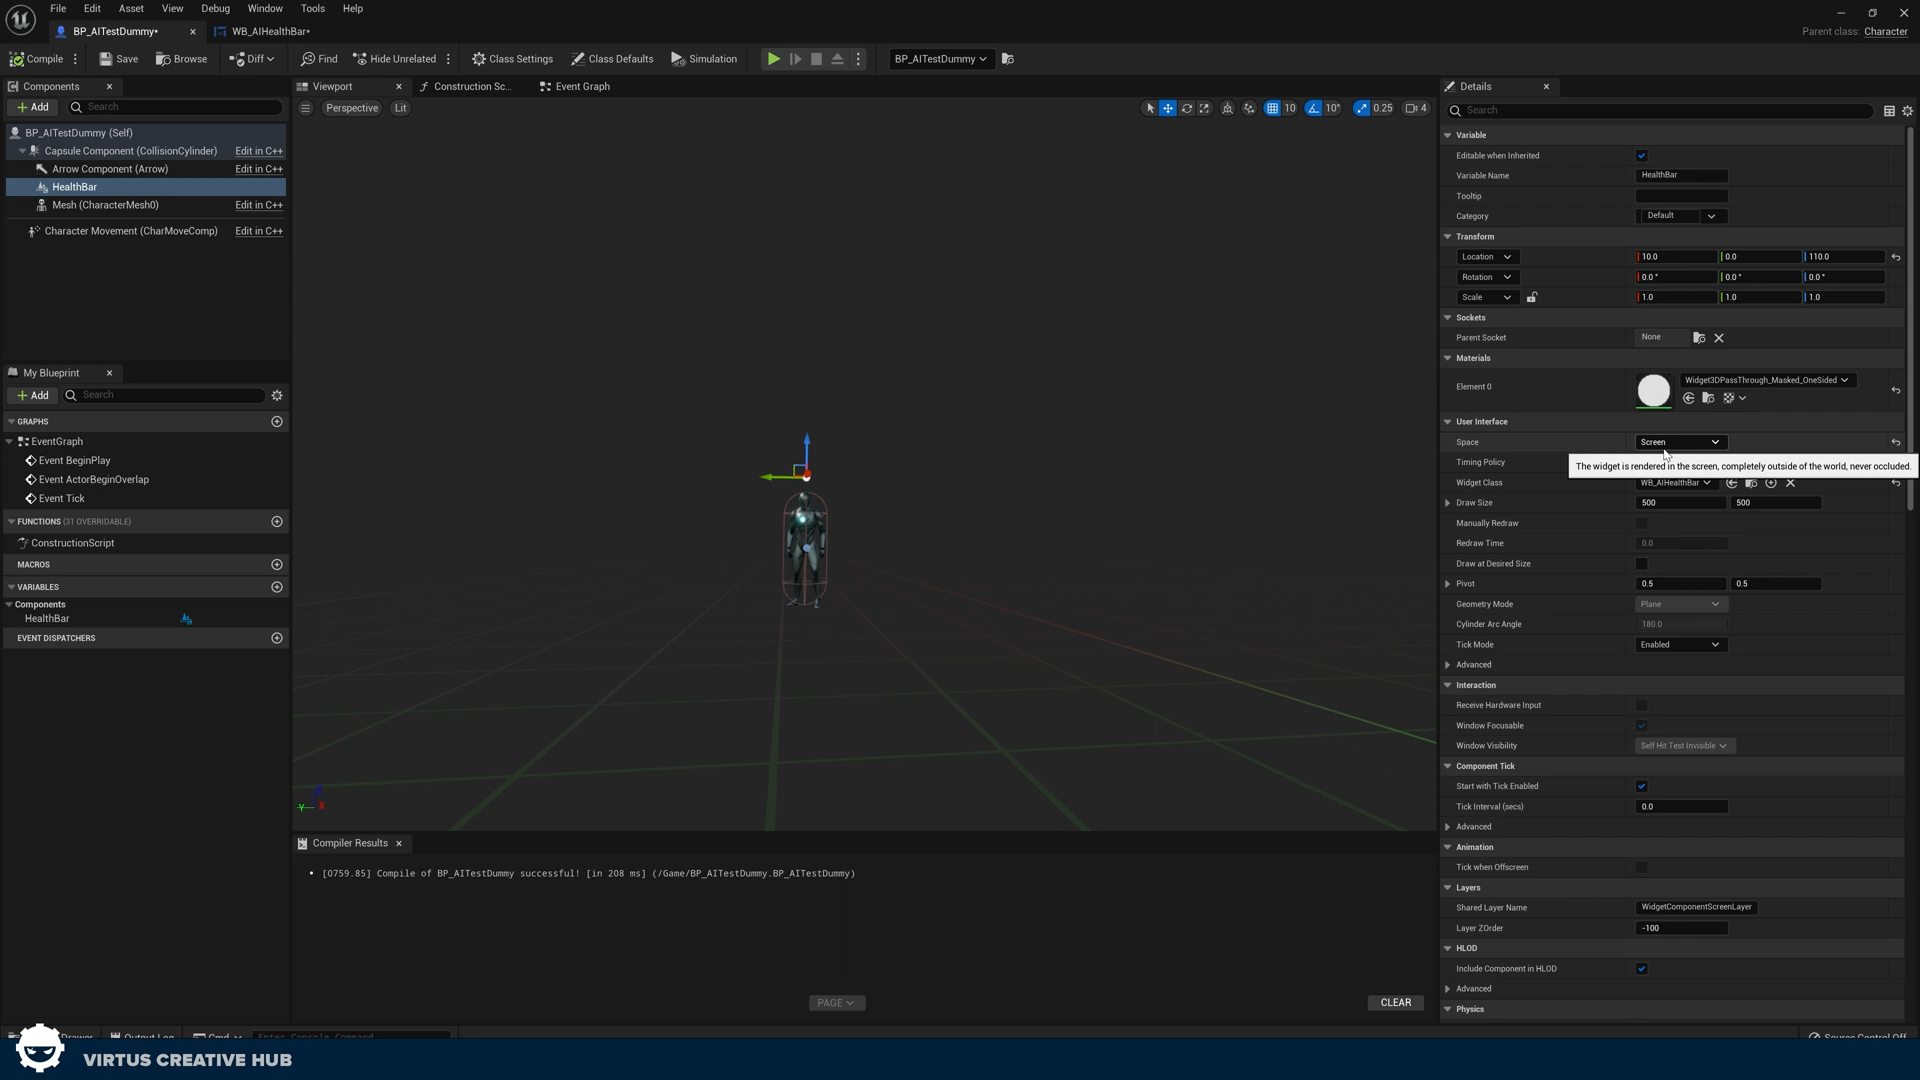 File Edit Asset View Debug Window Tools Help
BP_AITestDummy* WB_AIHealthBar* Parent class: Character
Compile Save Browse Diff Find Hide Unrelated Class Settings Class Defaults Simulation BP_AITestDummy
Components
Add Search
BP_AITestDummy (Self)
Capsule Component (CollisionCylinder) Edit in C++
Arrow Component (Arrow) Edit in C++
HealthBar
Mesh (CharacterMesh0) Edit in C++
Character Movement (CharMoveComp) Edit in C++
My Blueprint
Add Search
GRAPHS
EventGraph
Event BeginPlay
Event ActorBeginOverlap
Event Tick
FUNCTIONS (31 OVERRIDABLE)
ConstructionScript
MACROS
VARIABLES
Components
HealthBar
EVENT DISPATCHERS
Viewport Construction Sc... Event Graph
Perspective Lit 10 10° 0.25 4
Y X
Compiler Results
• [0759.85] Compile of BP_AITestDummy successful! [in 208 ms] (/Game/BP_AITestDummy.BP_AITestDummy)
PAGE CLEAR
Details
Search
Variable
Editable when Inherited
Variable Name HealthBar
Tooltip
Category Default
Transform
Location 10.0 0.0 110.0
Rotation 0.0 ° 0.0 ° 0.0 °
Scale 1.0 1.0 1.0
Sockets
Parent Socket None
Materials
Element 0 Widget3DPassThrough_Masked_OneSided
User Interface
Space Screen
Timing Policy
The widget is rendered in the screen, completely outside of the world, never occluded.
Widget Class WB_AIHealthBar
Draw Size 500 500
Manually Redraw
Redraw Time 0.0
Draw at Desired Size
Pivot 0.5 0.5
Geometry Mode Plane
Cylinder Arc Angle 180.0
Tick Mode Enabled
Advanced
Interaction
Receive Hardware Input
Window Focusable
Window Visibility Self Hit Test Invisible
Component Tick
Start with Tick Enabled
Tick Interval (secs) 0.0
Advanced
Animation
Tick when Offscreen
Layers
Shared Layer Name WidgetComponentScreenLayer
Layer ZOrder -100
HLOD
Include Component in HLOD
Advanced
Physics
Drawer Output Log Cmd Enter Console Command Source Control Off
VIRTUS CREATIVE HUB